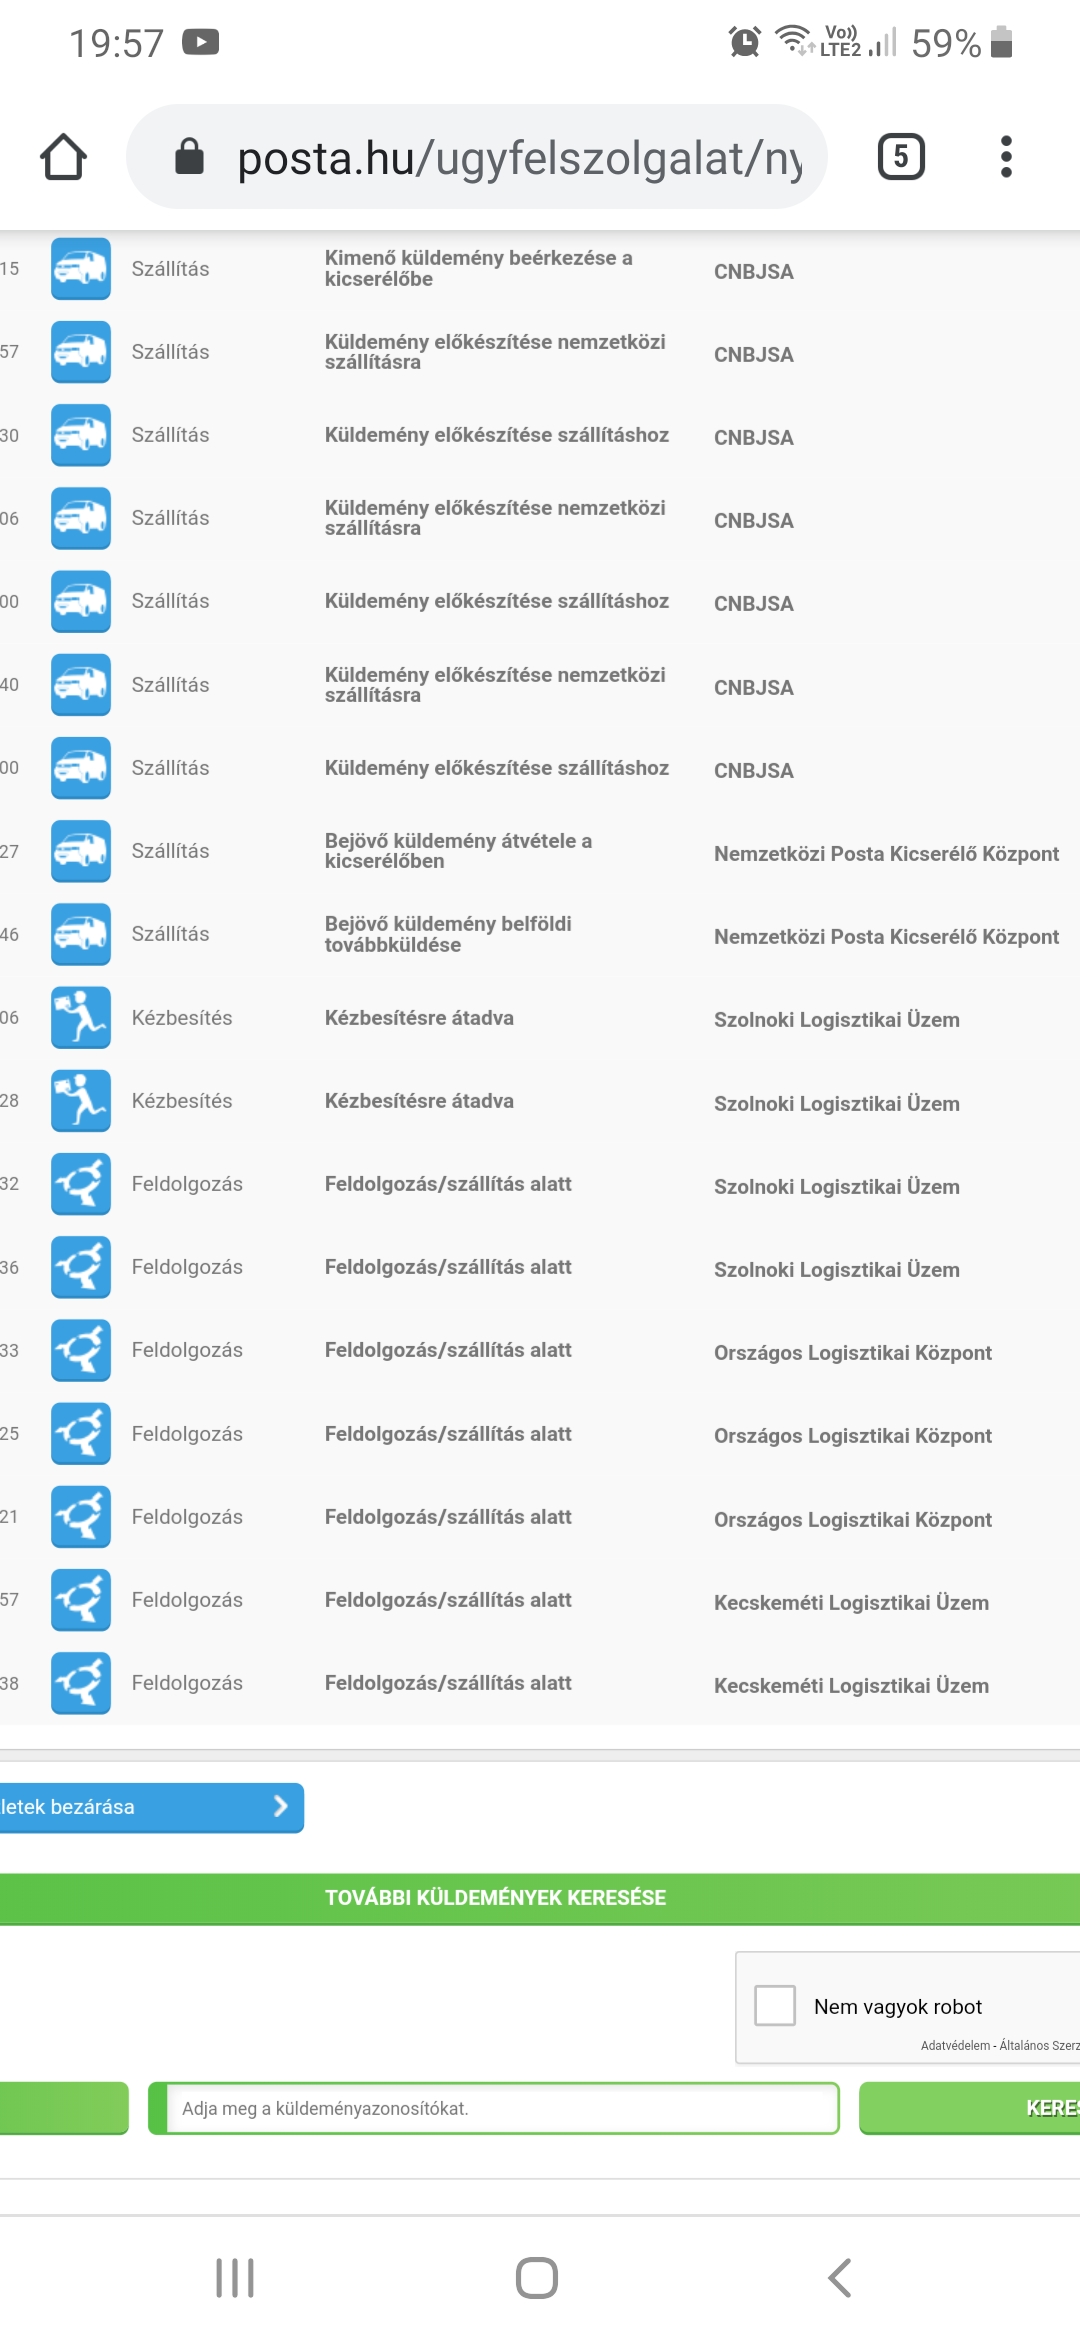 19:57
Vo)) LTE2 59%
posta.hu/ugyfelszolgalat/ny
5
15 Szállítás Kimenő küldemény beérkezése a kicserélőbe CNBJSA
57 Szállítás Küldemény előkészítése nemzetközi szállításra CNBJSA
30 Szállítás Küldemény előkészítése szállításhoz CNBJSA
06 Szállítás Küldemény előkészítése nemzetközi szállításra CNBJSA
00 Szállítás Küldemény előkészítése szállításhoz CNBJSA
40 Szállítás Küldemény előkészítése nemzetközi szállításra CNBJSA
00 Szállítás Küldemény előkészítése szállításhoz CNBJSA
27 Szállítás Bejövő küldemény átvétele a kicserélőben Nemzetközi Posta Kicserélő Központ
46 Szállítás Bejövő küldemény belföldi továbbküldése Nemzetközi Posta Kicserélő Központ
06 Kézbesítés Kézbesítésre átadva Szolnoki Logisztikai Üzem
28 Kézbesítés Kézbesítésre átadva Szolnoki Logisztikai Üzem
32 Feldolgozás Feldolgozás/szállítás alatt Szolnoki Logisztikai Üzem
36 Feldolgozás Feldolgozás/szállítás alatt Szolnoki Logisztikai Üzem
33 Feldolgozás Feldolgozás/szállítás alatt Országos Logisztikai Központ
25 Feldolgozás Feldolgozás/szállítás alatt Országos Logisztikai Központ
21 Feldolgozás Feldolgozás/szállítás alatt Országos Logisztikai Központ
57 Feldolgozás Feldolgozás/szállítás alatt Kecskeméti Logisztikai Üzem
38 Feldolgozás Feldolgozás/szállítás alatt Kecskeméti Logisztikai Üzem
letek bezárása
TOVÁBBI KÜLDEMÉNYEK KERESÉSE
Nem vagyok robot
Adatvédelem - Általános Szerz
Adja meg a küldeményazonosítókat.
KERES